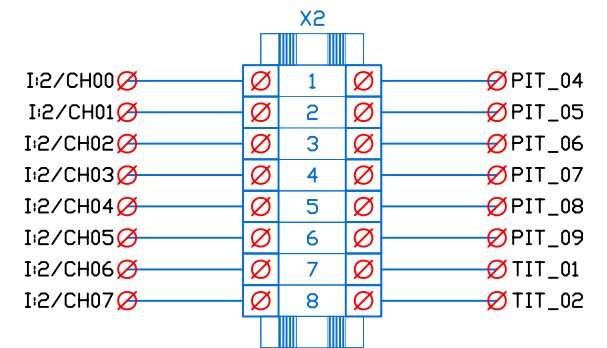 X2
I:2/CH00 1 PIT_04
I:2/CH01 2 PIT_05
I:2/CH02 3 PIT_06
I:2/CH03 4 PIT_07
I:2/CH04 5 PIT_08
I:2/CH05 6 PIT_09
I:2/CH06 7 TIT_01
I:2/CH07 8 TIT_02